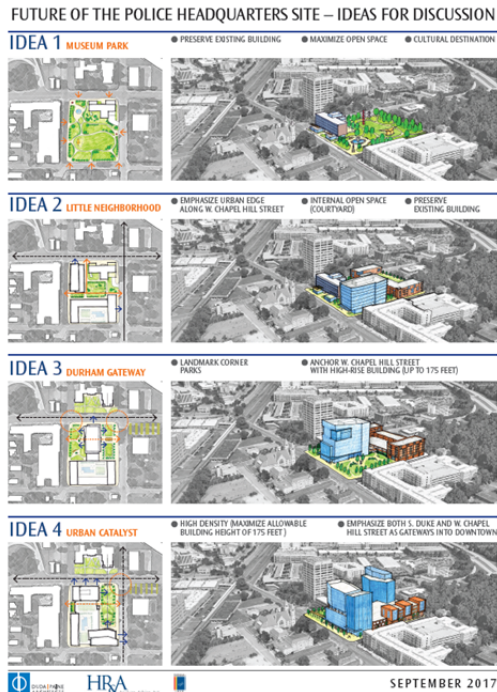 FUTURE OF THE POLICE HEADQUARTERS SITE – IDEAS FOR DISCUSSION
IDEA 1 MUSEUM PARK
● PRESERVE EXISTING BUILDING
● MAXIMIZE OPEN SPACE
● CULTURAL DESTINATION
IDEA 2 LITTLE NEIGHBORHOOD
● EMPHASIZE URBAN EDGE
ALONG W. CHAPEL HILL STREET
● INTERNAL OPEN SPACE
(COURTYARD)
● PRESERVE
EXISTING BUILDING
IDEA 3 DURHAM GATEWAY
● LANDMARK CORNER
PARKS
● ANCHOR W. CHAPEL HILL STREET
WITH HIGH-RISE BUILDING (UP TO 175 FEET)
IDEA 4 URBAN CATALYST
● HIGH DENSITY (MAXIMIZE ALLOWABLE
BUILDING HEIGHT OF 175 FEET )
● EMPHASIZE BOTH S. DUKE AND W. CHAPEL
HILL STREET AS GATEWAYS INTO DOWNTOWN
DUDA|PAINE
HR&A
SEPTEMBER 2017